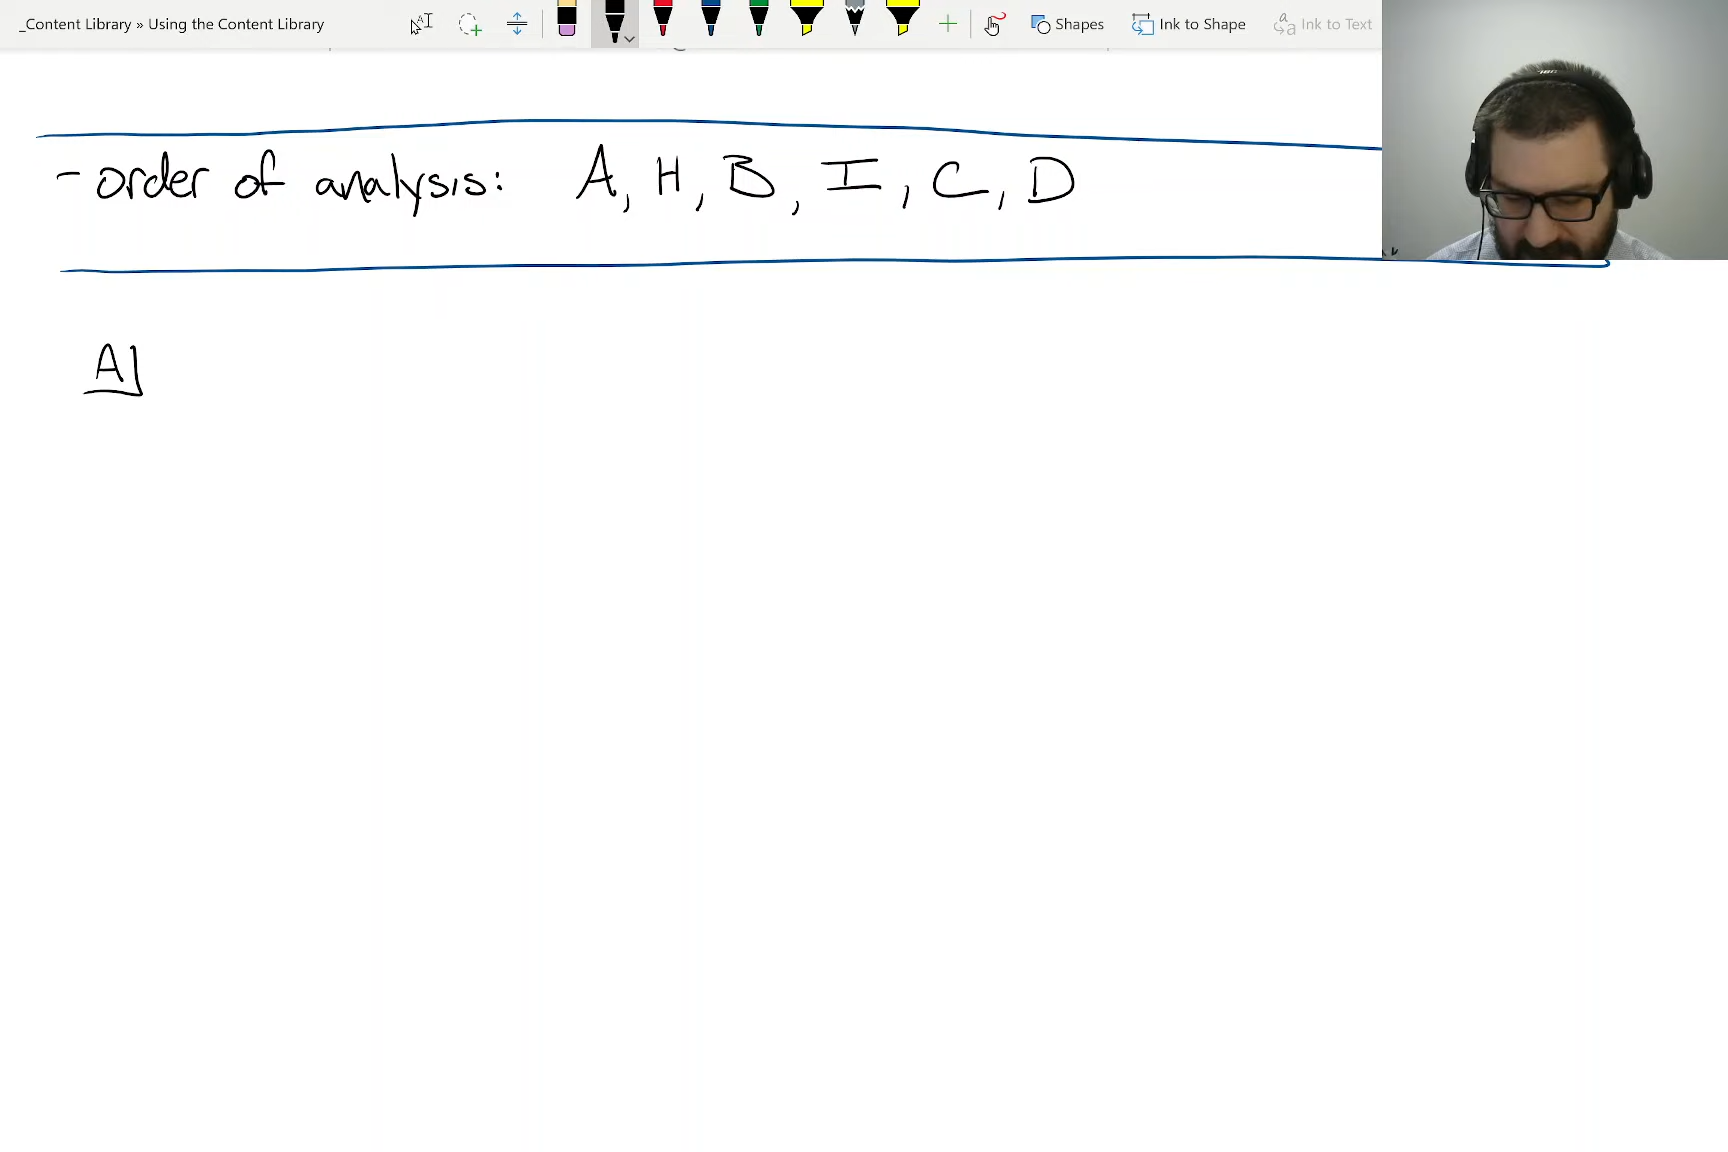 _Content Library » Using the Content Library
Shapes
Ink to Shape
Ink to Text
- order of analysis: A, H, B, I, C, D
A